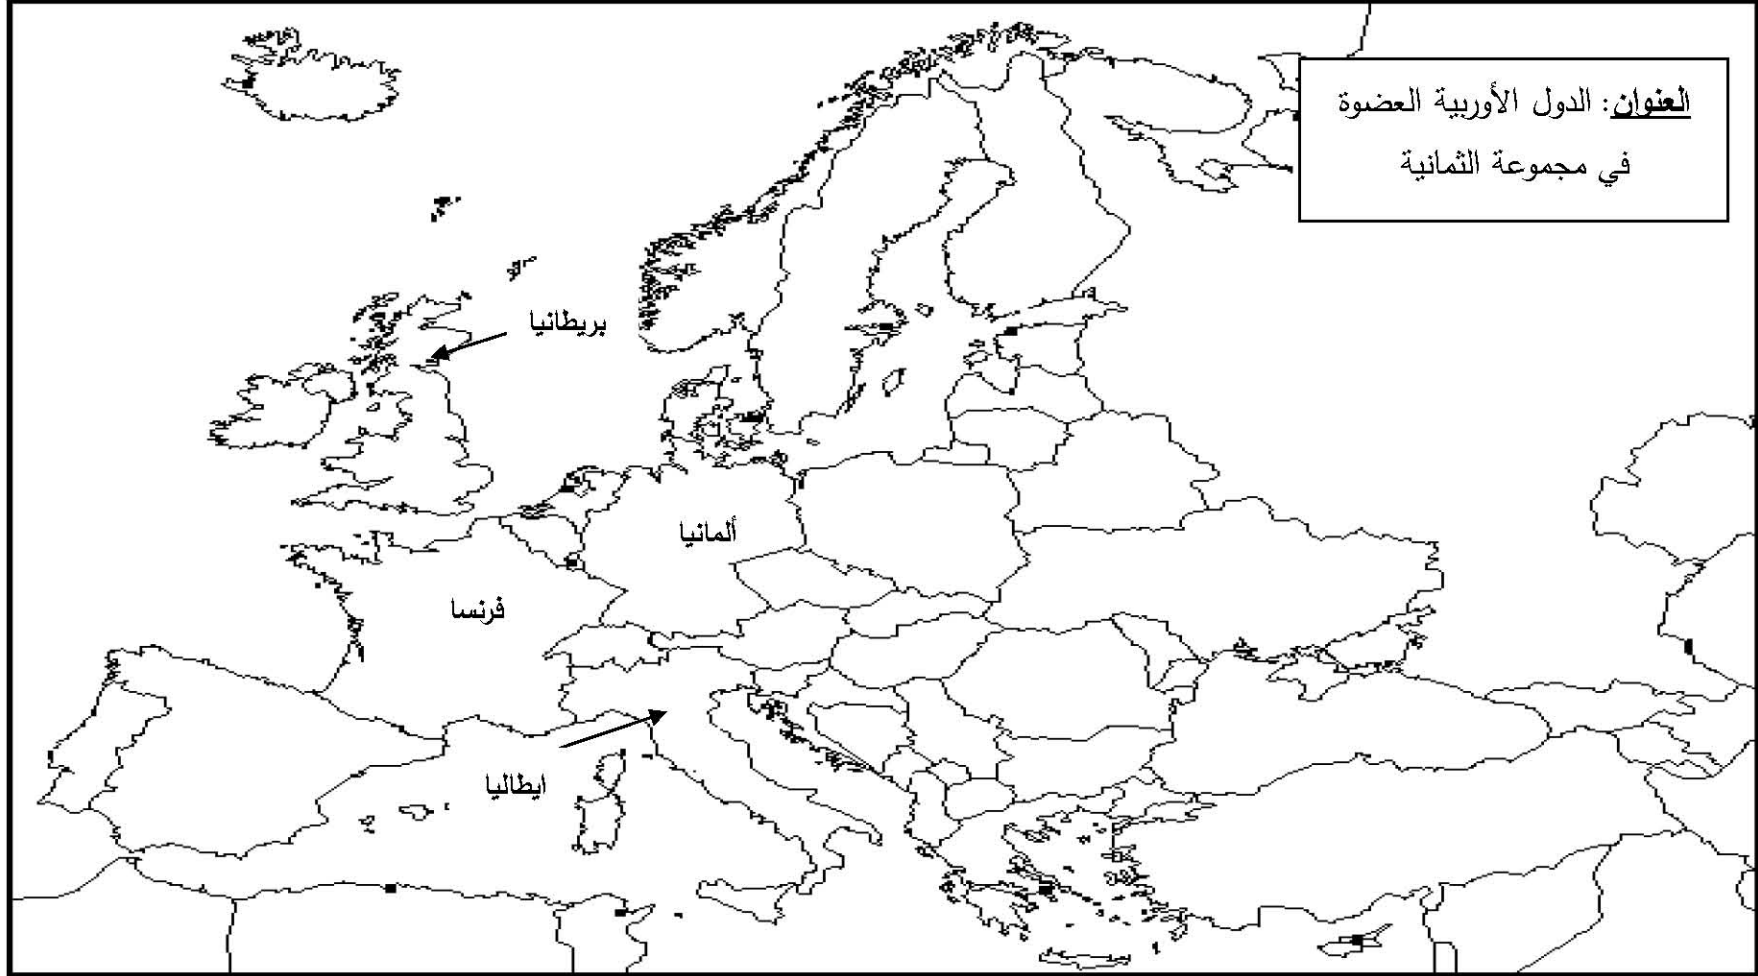 العنوان: الدول الأوربية العضوة
في مجموعة الثمانية
بريطانيا
ألمانيا
فرنسا
ايطاليا